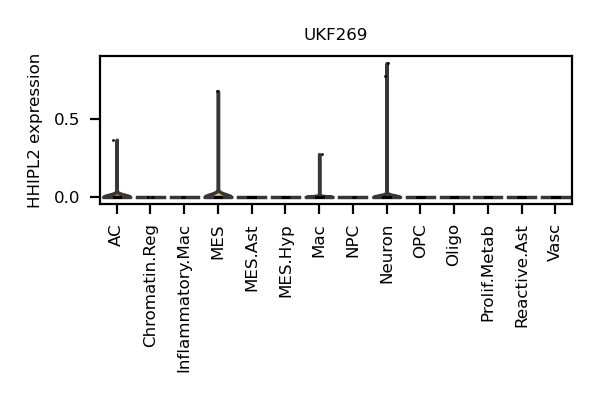 UKF269
HHIPL2 expression
0.5
0.0
AC
Chromatin.Reg
Inflammatory.Mac
MES
MES.Ast
MES.Hyp
Mac
NPC
Neuron
OPC
Oligo
Prolif.Metab
Reactive.Ast
Vasc